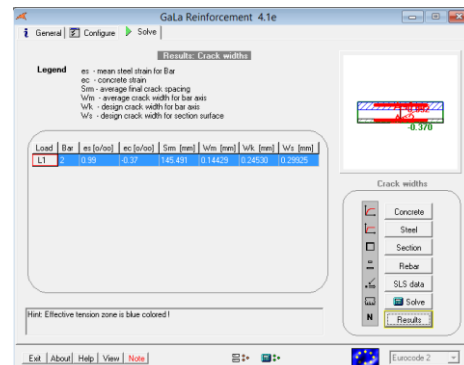 GaLa Reinforcement 4.1e
General Configure Solve
Results: Crack widths
Legend
es - mean steel strain for Bar
ec - concrete strain
Srm - average final crack spacing
Wm - average crack width for bar axis
Wk - design crack width for bar axis
Ws - design crack width for section surface
-0.370
Load Bar es [o/oo] ec [o/oo] Srm [mm] Wm [mm] Wk [mm] Ws [mm]
L1 2 0.99 -0.37 145.491 0.14429 0.24530 0.29925
Crack widths
Concrete
Steel
Section
Rebar
SLS data
Solve
N Results
Hint: Effective tension zone is blue colored !
Exit About Help View Note
Eurocode 2